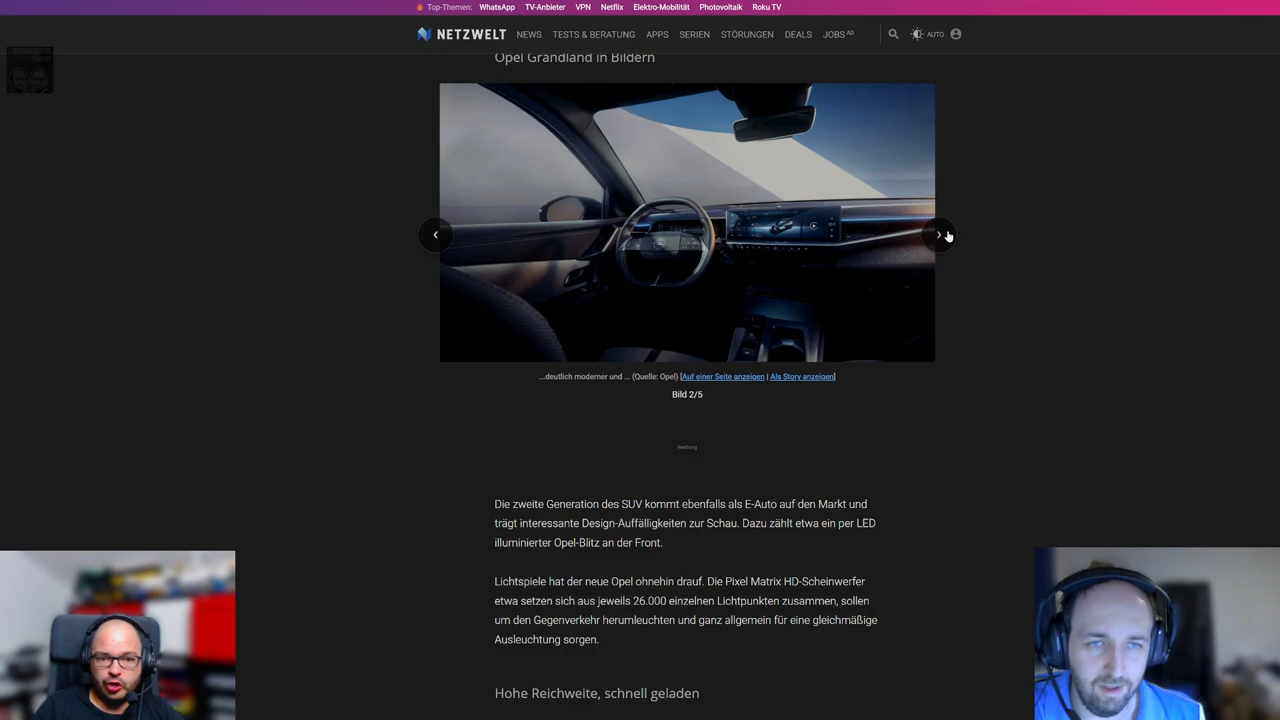 Top-Themen: WhatsApp TV-Anbieter VPN Netflix Elektro-Mobilität Photovoltaik Roku TV
NETZWELT NEWS TESTS & BERATUNG APPS SERIEN STÖRUNGEN DEALS JOBS AD AUTO
Opel Grandland in Bildern
...deutlich moderner und ... (Quelle: Opel) [Auf einer Seite anzeigen | Als Story anzeigen]
Bild 2/5
Werbung
Die zweite Generation des SUV kommt ebenfalls als E-Auto auf den Markt und
trägt interessante Design-Auffälligkeiten zur Schau. Dazu zählt etwa ein per LED
illuminierter Opel-Blitz an der Front.
Lichtspiele hat der neue Opel ohnehin drauf. Die Pixel Matrix HD-Scheinwerfer
etwa setzen sich aus jeweils 26.000 einzelnen Lichtpunkten zusammen, sollen
um den Gegenverkehr herumleuchten und ganz allgemein für eine gleichmäßige
Ausleuchtung sorgen.
Hohe Reichweite, schnell geladen